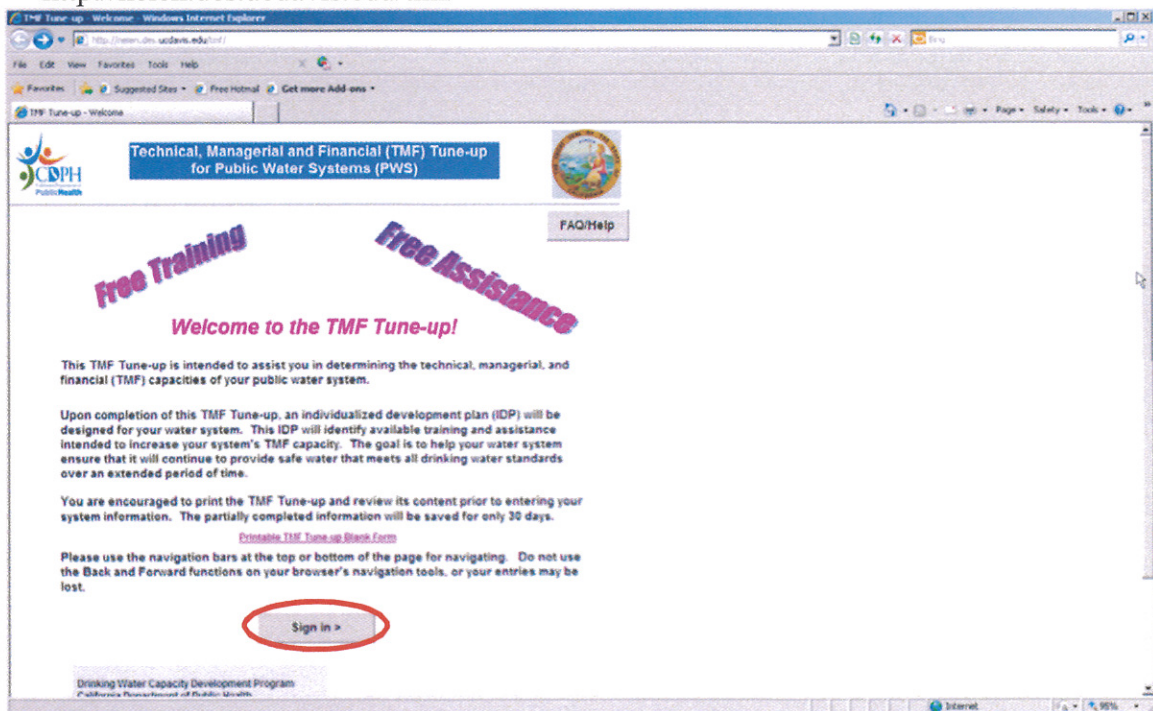 TMF Tune-up - Welcome - Windows Internet Explorer
Bing
File Edit View Favorites Tools Help
Favorites Suggested Sites Free Hotmail Get more Add-ons
TMF Tune-up - Welcome
Page Safety Tools
CDPH
Public Health
Technical, Managerial and Financial (TMF) Tune-up
for Public Water Systems (PWS)
FAQ/Help
Free Training
Free Assistance
Welcome to the TMF Tune-up!
This TMF Tune-up is intended to assist you in determining the technical, managerial, and
financial (TMF) capacities of your public water system.
Upon completion of this TMF Tune-up, an individualized development plan (IDP) will be
designed for your water system. This IDP will identify available training and assistance
intended to increase your system's TMF capacity. The goal is to help your water system
ensure that it will continue to provide safe water that meets all drinking water standards
over an extended period of time.
You are encouraged to print the TMF Tune-up and review its content prior to entering your
system information. The partially completed information will be saved for only 30 days.
Printable TMF Tune-up Blank Form
Please use the navigation bars at the top or bottom of the page for navigating. Do not use
the Back and Forward functions on your browser's navigation tools, or your entries may be
lost.
Sign in >
Drinking Water Capacity Development Program
California Department of Public Health
Internet 95%